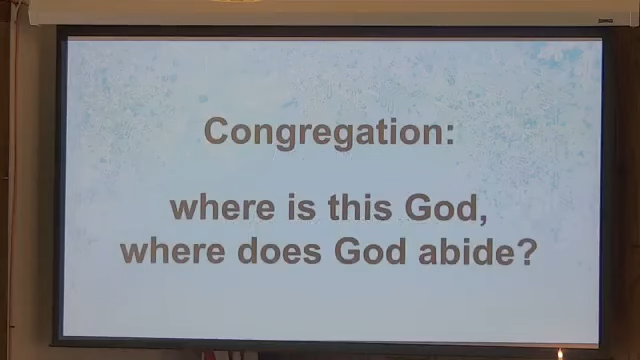 Congregation:
where is this God,
where does God abide?